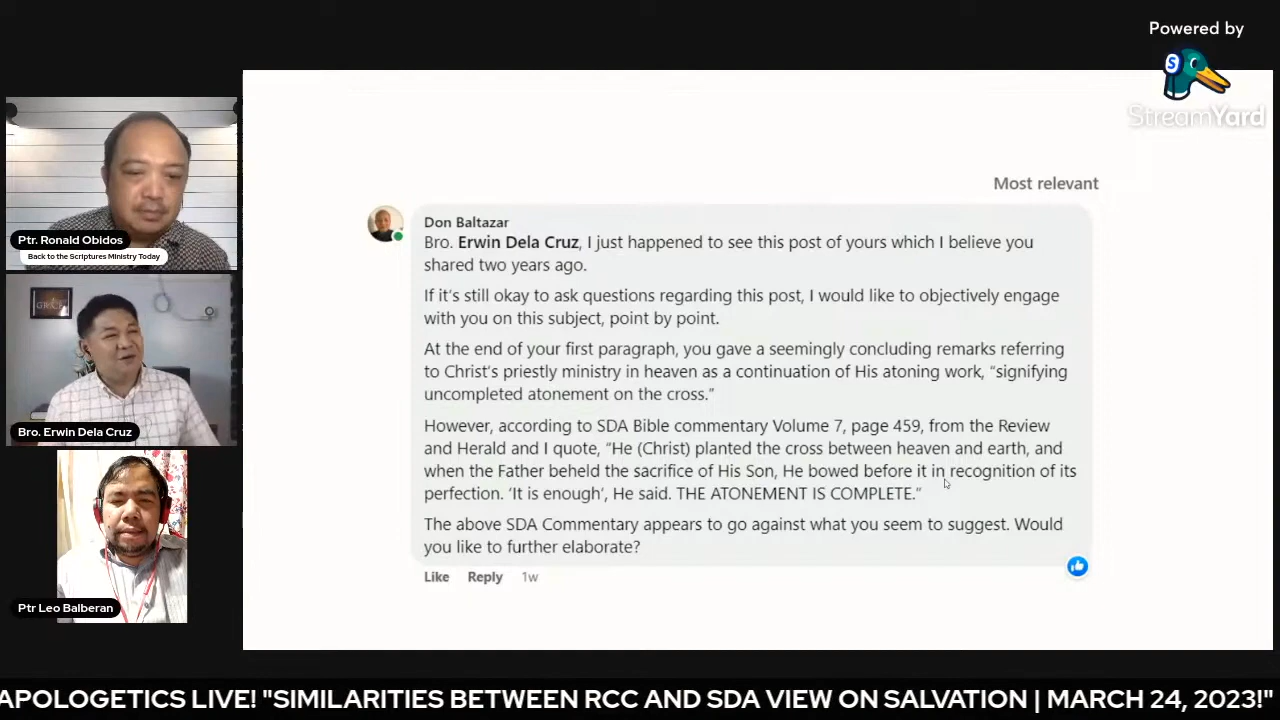 Powered by
S
StreamYard
Most relevant
Don Baltazar
Bro. Erwin Dela Cruz, I just happened to see this post of yours which I believe you
shared two years ago.
If it's still okay to ask questions regarding this post, I would like to objectively engage
with you on this subject, point by point.
At the end of your first paragraph, you gave a seemingly concluding remarks referring
to Christ's priestly ministry in heaven as a continuation of His atoning work, “signifying
uncompleted atonement on the cross.”
However, according to SDA Bible commentary Volume 7, page 459, from the Review
and Herald and I quote, “He (Christ) planted the cross between heaven and earth, and
when the Father beheld the sacrifice of His Son, He bowed before it in recognition of its
perfection. ‘It is enough’, He said. THE ATONEMENT IS COMPLETE.”
The above SDA Commentary appears to go against what you seem to suggest. Would
you like to further elaborate?
Like Reply 1w
Ptr. Ronald Obidos
Back to the Scriptures Ministry Today
GRACE
Bro. Erwin Dela Cruz
Ptr Leo Balberan
APOLOGETICS LIVE! "SIMILARITIES BETWEEN RCC AND SDA VIEW ON SALVATION | MARCH 24, 2023!"